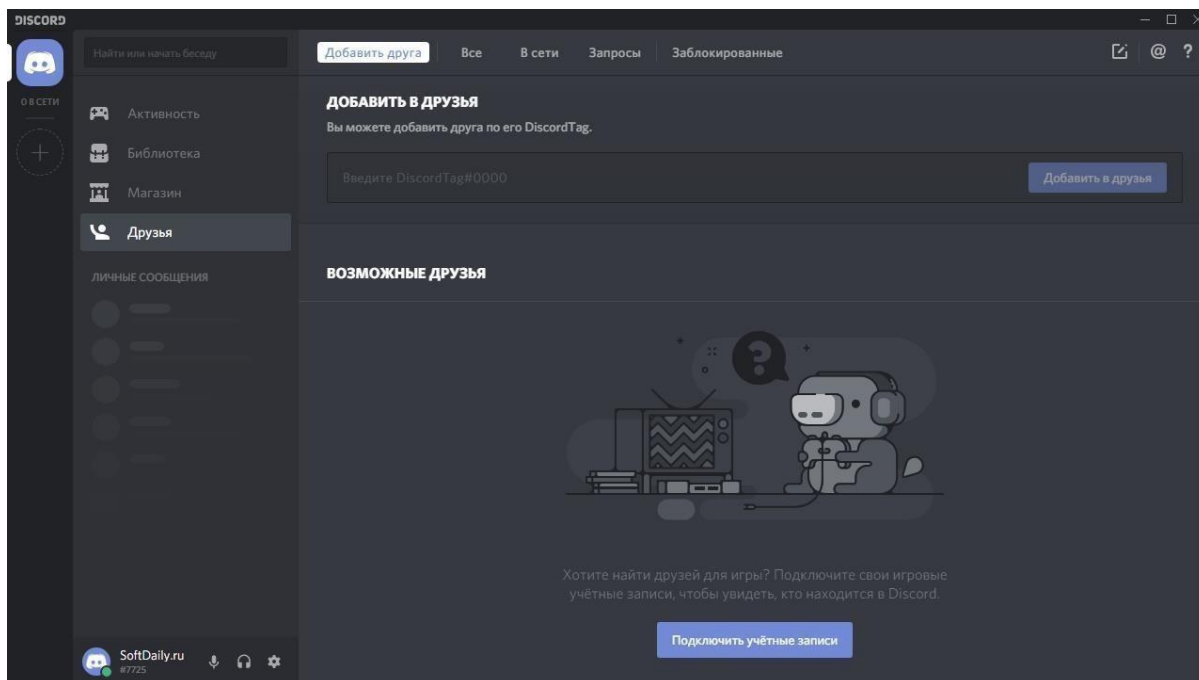 DISCORD
Найти или начать беседу
Добавить друга
Все
В сети
Запросы
Заблокированные
0 В СЕТИ
Активность
Библиотека
Магазин
Друзья
ЛИЧНЫЕ СООБЩЕНИЯ
ДОБАВИТЬ В ДРУЗЬЯ
Вы можете добавить друга по его DiscordTag.
Введите DiscordTag#0000
Добавить в друзья
ВОЗМОЖНЫЕ ДРУЗЬЯ
Хотите найти друзей для игры? Подключите свои игровые
учётные записи, чтобы увидеть, кто находится в Discord.
Подключить учётные записи
SoftDaily.ru
#7725